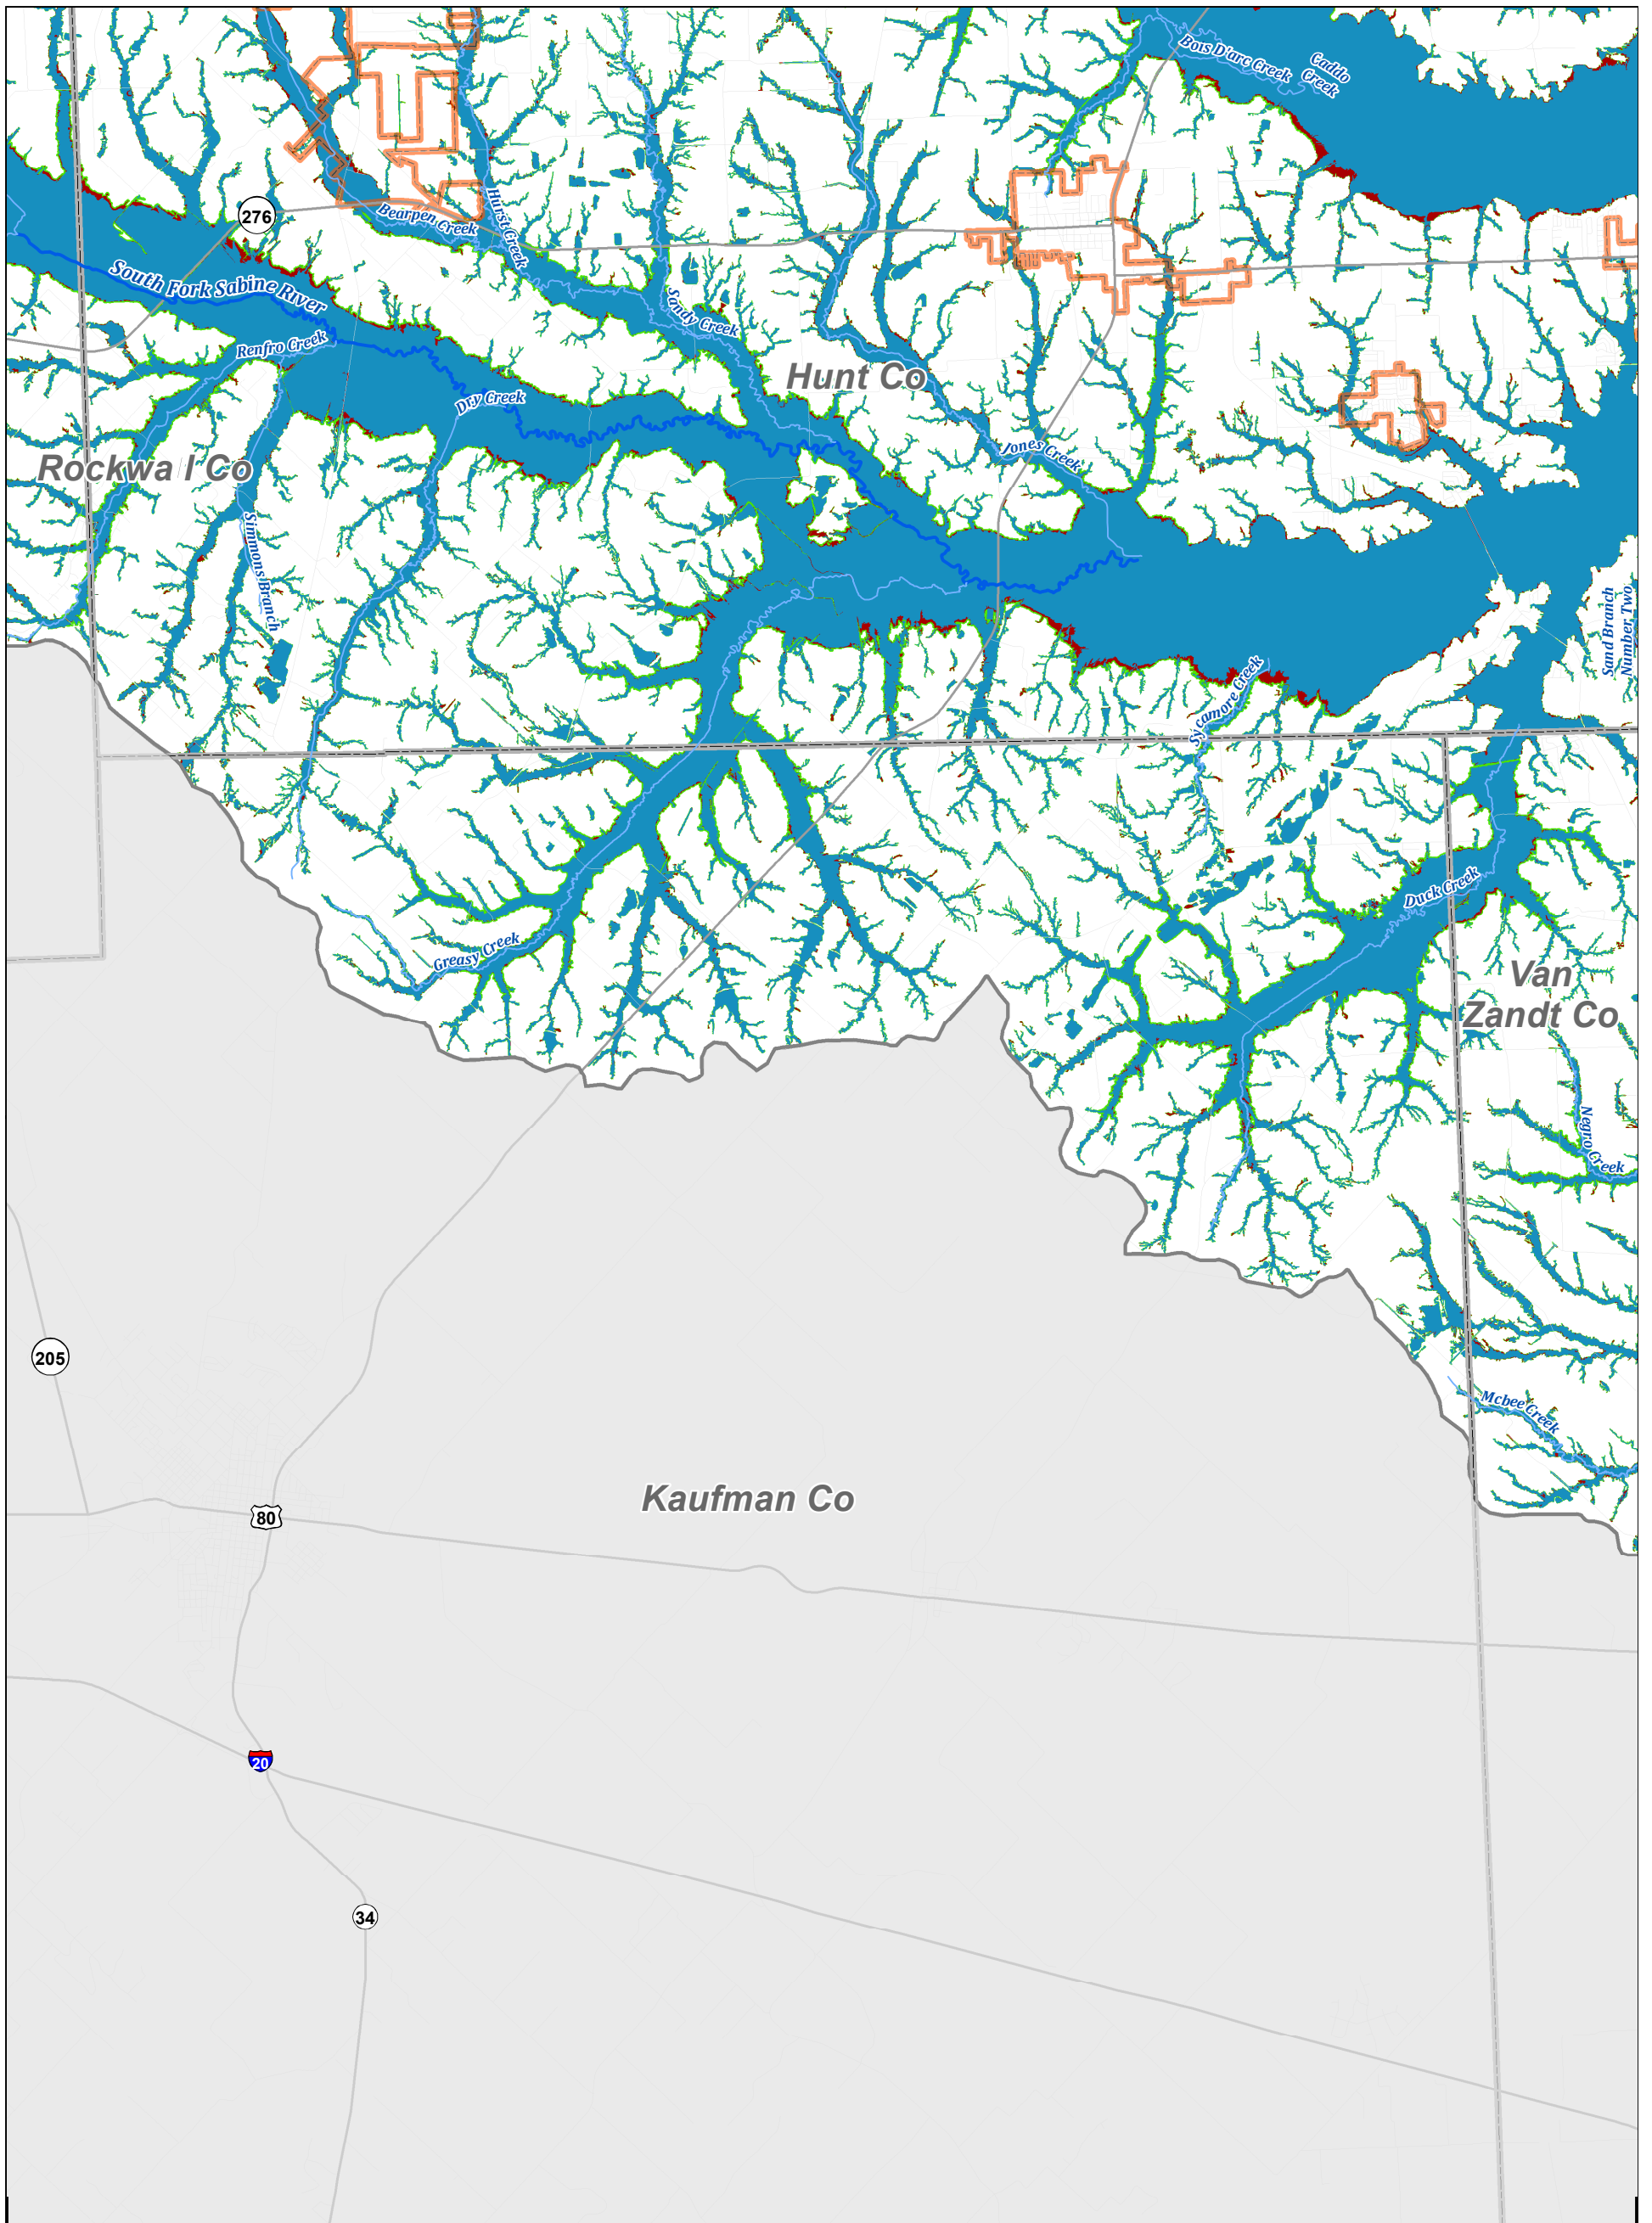 Bois D'arc Creek
Caddo
Creek
276
Bearpen Creek
Hurst Creek
South Fork Sabine River
Renfro Creek
Sandy Creek
Hunt Co
Dry Creek
Jones Creek
Rockwa l Co
Simmons Branch
Sand Branch
Number Two
Sycamore Creek
Duck Creek
Greasy Creek
Van
Zandt Co
Negro Creek
205
Mcbee Creek
Kaufman Co
80
20
34